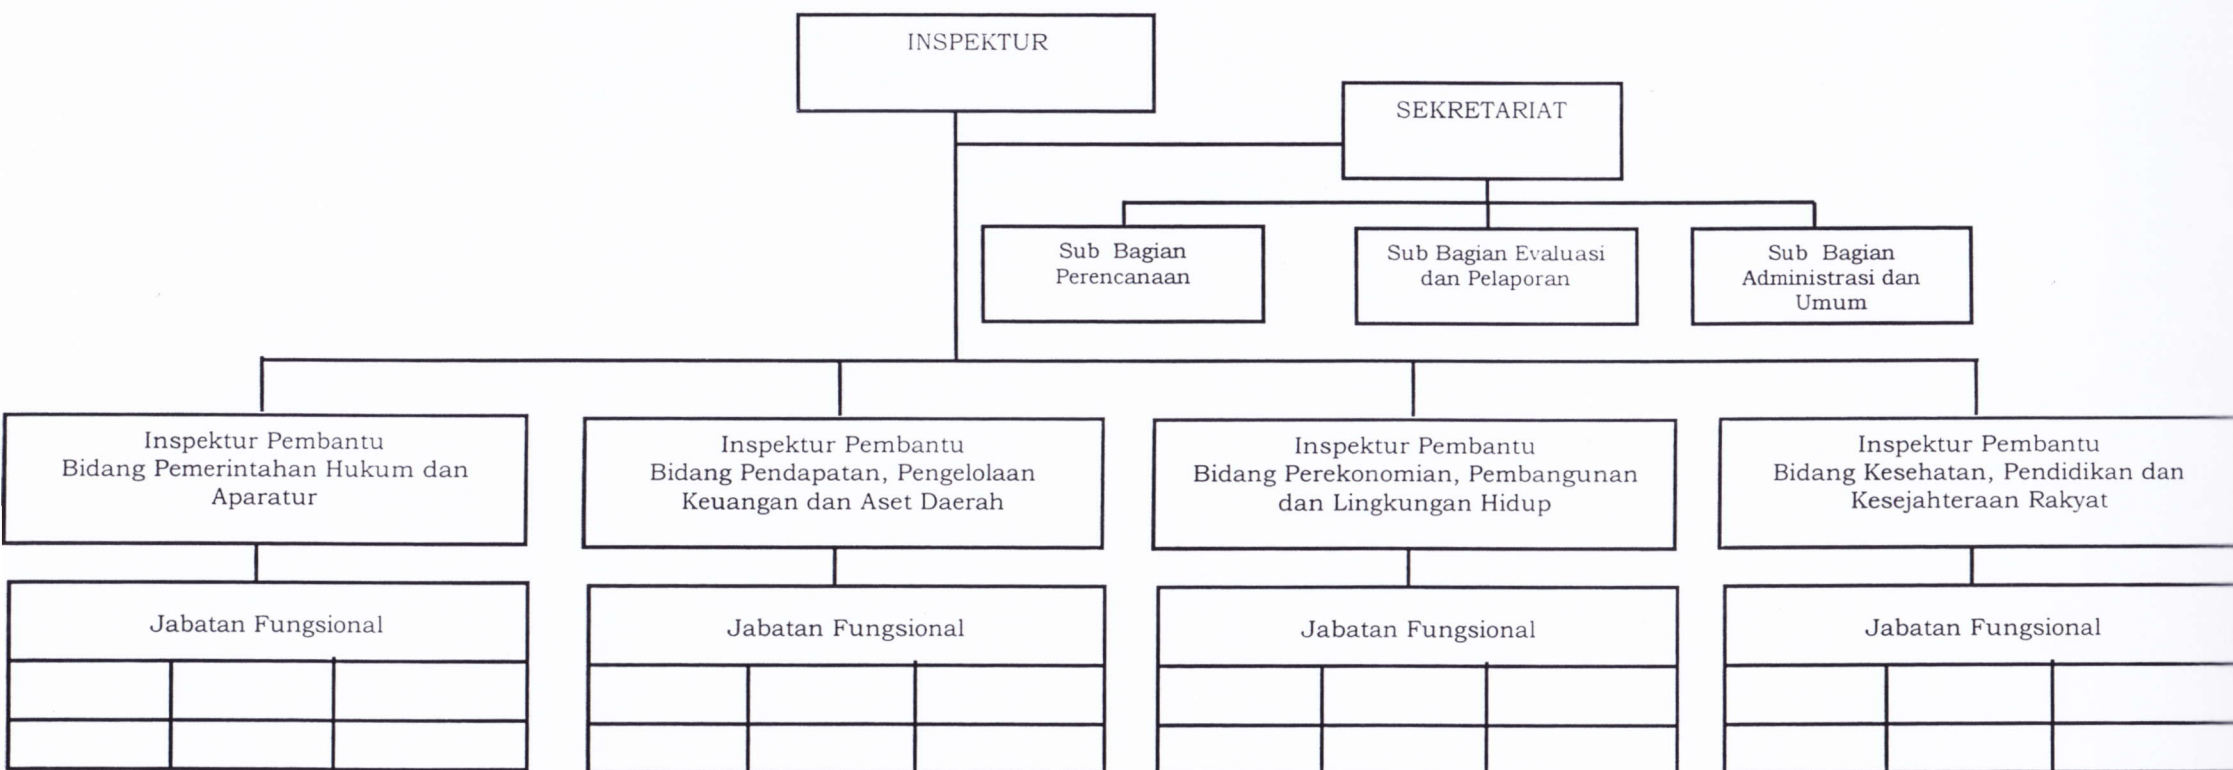 INSPEKTUR
SEKRETARIAT
Sub Bagian
Perencanaan
Sub Bagian Evaluasi
dan Pelaporan
Sub Bagian
Administrasi dan
Umum
Inspektur Pembantu
Bidang Pemerintahan Hukum dan
Aparatur
Inspektur Pembantu
Bidang Pendapatan, Pengelolaan
Keuangan dan Aset Daerah
Inspektur Pembantu
Bidang Perekonomian, Pembangunan
dan Lingkungan Hidup
Inspektur Pembantu
Bidang Kesehatan, Pendidikan dan
Kesejahteraan Rakyat
Jabatan Fungsional
Jabatan Fungsional
Jabatan Fungsional
Jabatan Fungsional